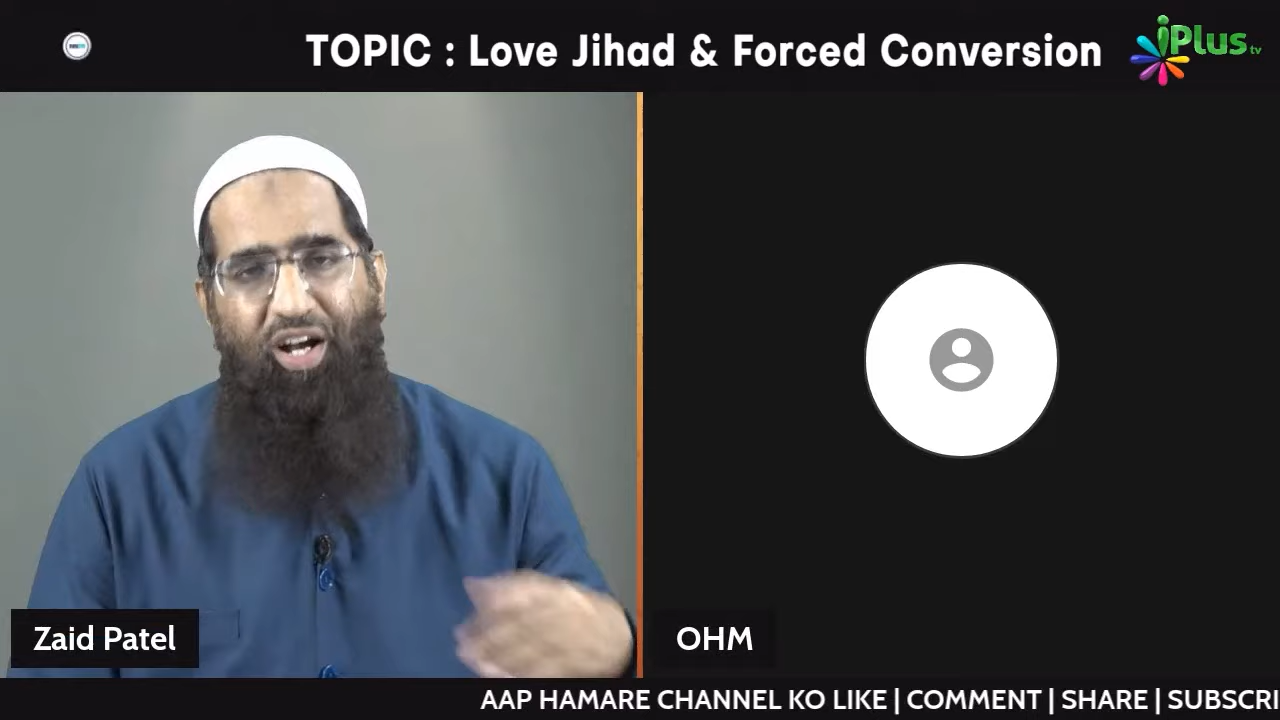 TOPIC : Love Jihad & Forced Conversion
iPlus tv
Zaid Patel
OHM
AAP HAMARE CHANNEL KO LIKE | COMMENT | SHARE | SUBSCRI